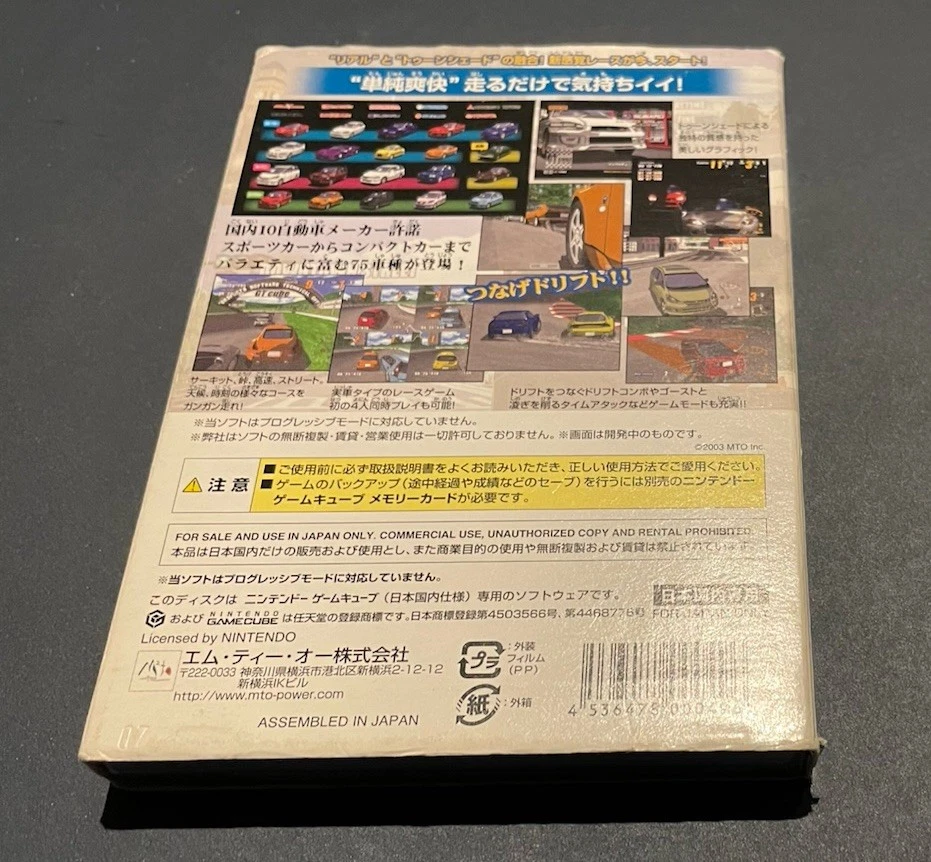 "リアル"と"トゥーンシェード"の融合! 新感覚レースが今、スタート!
"単純爽快" 走るだけで気持ちイイ!
トゥーンシェードによる
独特の質感を持った
美しいグラフィック!
国内10自動車メーカー許諾
スポーツカーからコンパクトカーまで
バラエティに富む75車種が登場!
つなげドリフト!!
GT cube
サーキット、峠、高速、ストリート。
天候、時刻の様々なコースを
ガンガン走れ!
実車タイプのレースゲーム
初の4人同時プレイも可能!
ドリフトをつなぐドリフトコンボやゴーストと
凌ぎを削るタイムアタックなどゲームモードも充実!!
※当ソフトはプログレッシブモードに対応していません。
※弊社はソフトの無断複製・賃貸・営業使用は一切許可しておりません。※画面は開発中のものです。
©2003 MTO Inc
注意
■ご使用前に必ず取扱説明書をよくお読みいただき、正しい使用方法でご愛用ください。
■ゲームのバックアップ(途中経過や成績などのセーブ)を行うには別売のニンテンドー
ゲームキューブ メモリーカードが必要です。
FOR SALE AND USE IN JAPAN ONLY. COMMERCIAL USE, UNAUTHORIZED COPY AND RENTAL PROHIBITED.
本品は日本国内だけの販売および使用とし、また商業目的の使用や無断複製および賃貸は禁止されています。
※当ソフトはプログレッシブモードに対応していません。
このディスクは ニンテンドー ゲームキューブ(日本国内仕様)専用のソフトウェアです。
日本国内専用
FOR JAPAN ONLY
および NINTENDO GAMECUBE は任天堂の登録商標です。日本商標登録第4503566号, 第4468776号
Licensed by NINTENDO
エム・ティー・オー株式会社
〒222-0033 神奈川県横浜市港北区新横浜2-12-12
新横浜IKビル
http://www.mto-power.com
プラ
:外装
フィルム
(PP)
紙
:外箱
ASSEMBLED IN JAPAN
07